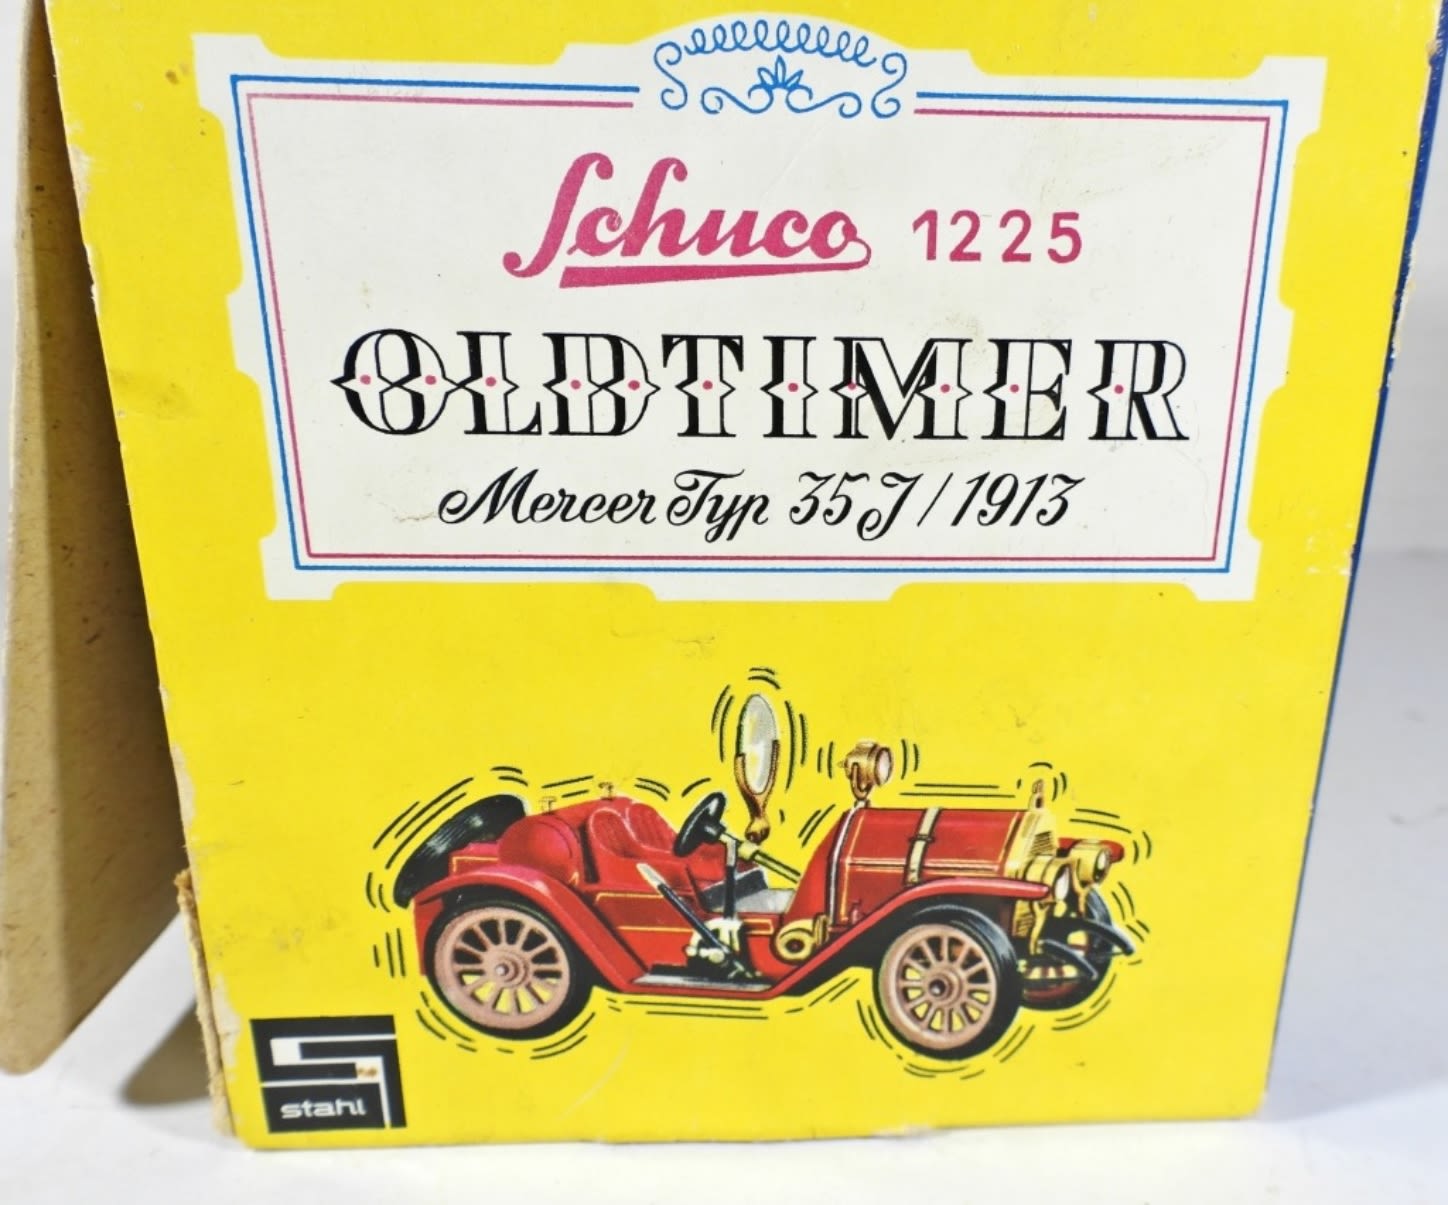 Schuco 1225
OLDTIMER
Mercer Typ 35J/1913
stahl